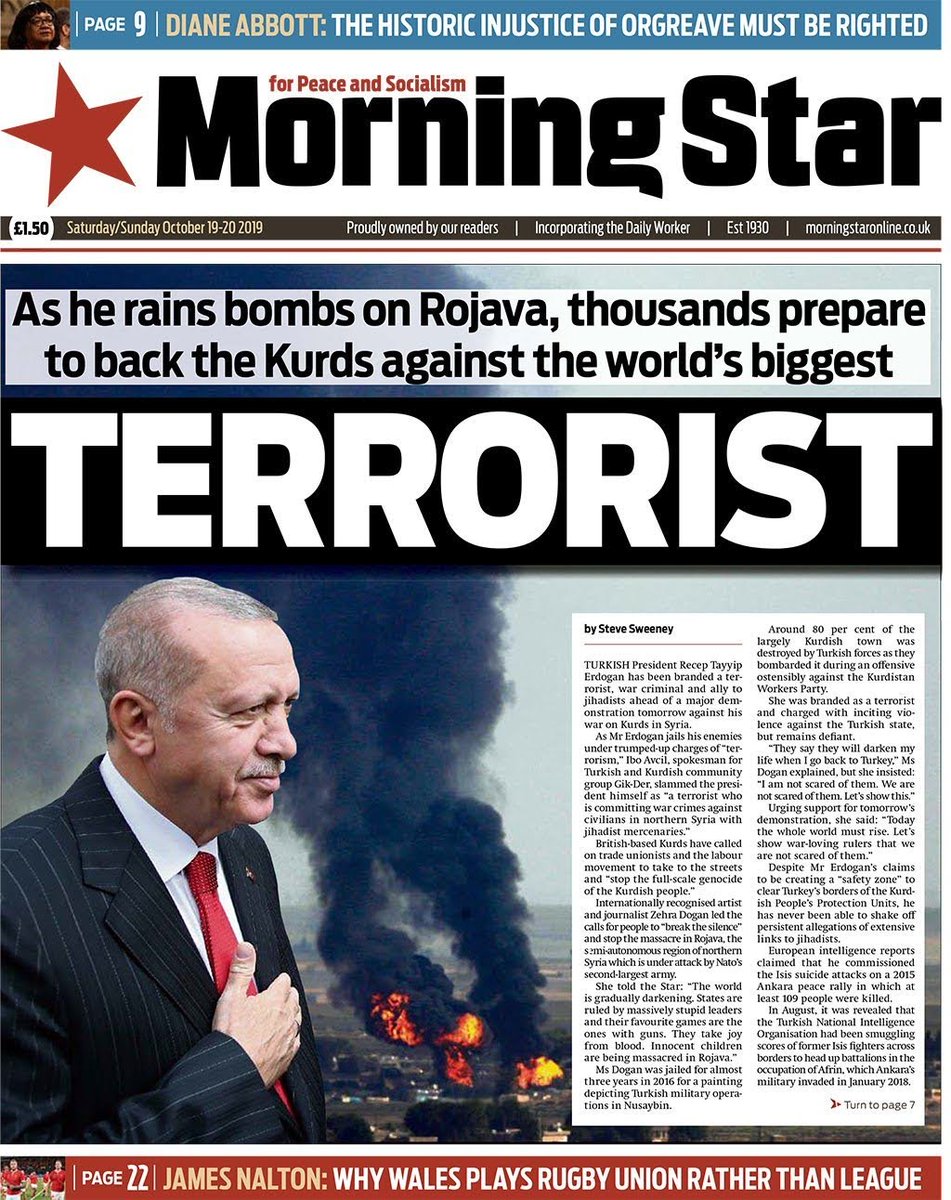 PAGE 9 | DIANE ABBOTT: THE HISTORIC INJUSTICE OF ORGREAVE MUST BE RIGHTED
for Peace and Socialism
Morning Star
£1.50 Saturday/Sunday October 19-20 2019 Proudly owned by our readers | Incorporating the Daily Worker | Est 1930 | morningstaronline.co.uk
As he rains bombs on Rojava, thousands prepare
to back the Kurds against the world's biggest
TERRORIST
by Steve Sweeney
TURKISH President Recep Tayyip
Erdogan has been branded a ter-
rorist, war criminal and ally to
jihadists ahead of a major dem-
onstration tomorrow against his
war on Kurds in Syria.
As Mr Erdogan jails his enemies
under trumped-up charges of "ter-
rorism," Ibo Avcil, spokesman for
Turkish and Kurdish community
group Gik-Der, slammed the presi-
dent himself as "a terrorist who
is committing war crimes against
civilians in northern Syria with
jihadist mercenaries."
British-based Kurds have called
on trade unionists and the labour
movement to take to the streets
and "stop the full-scale genocide
of the Kurdish people."
Internationally recognised artist
and journalist Zehra Dogan led the
calls for people to "break the silence"
and stop the massacre in Rojava, the
semi-autonomous region of northern
Syria which is under attack by Nato's
second-largest army.
She told the Star: "The world
is gradually darkening. States are
ruled by massively stupid leaders
and their favourite games are the
ones with guns. They take joy
from blood. Innocent children
are being massacred in Rojava."
Ms Dogan was jailed for almost
three years in 2016 for a painting
depicting Turkish military opera-
tions in Nusaybin.
Around 80 per cent of the
largely Kurdish town was
destroyed by Turkish forces as they
bombarded it during an offensive
ostensibly against the Kurdistan
Workers Party.
She was branded as a terrorist
and charged with inciting vio-
lence against the Turkish state,
but remains defiant.
"They say they will darken my
life when I go back to Turkey," Ms
Dogan explained, but she insisted:
"I am not scared of them. We are
not scared of them. Let's show this."
Urging support for tomorrow's
demonstration, she said: "Today
the whole world must rise. Let's
show war-loving rulers that we
are not scared of them."
Despite Mr Erdogan's claims
to be creating a "safety zone" to
clear Turkey's borders of the Kurd-
ish People's Protection Units, he
has never been able to shake off
persistent allegations of extensive
links to jihadists.
European intelligence reports
claimed that he commissioned
the Isis suicide attacks on a 2015
Ankara peace rally in which at
least 109 people were killed.
In August, it was revealed that
the Turkish National Intelligence
Organisation had been smuggling
scores of former Isis fighters across
borders to head up battalions in the
occupation of Afrin, which Ankara's
military invaded in January 2018.
Turn to page 7
PAGE 22 | JAMES NALTON: WHY WALES PLAYS RUGBY UNION RATHER THAN LEAGUE